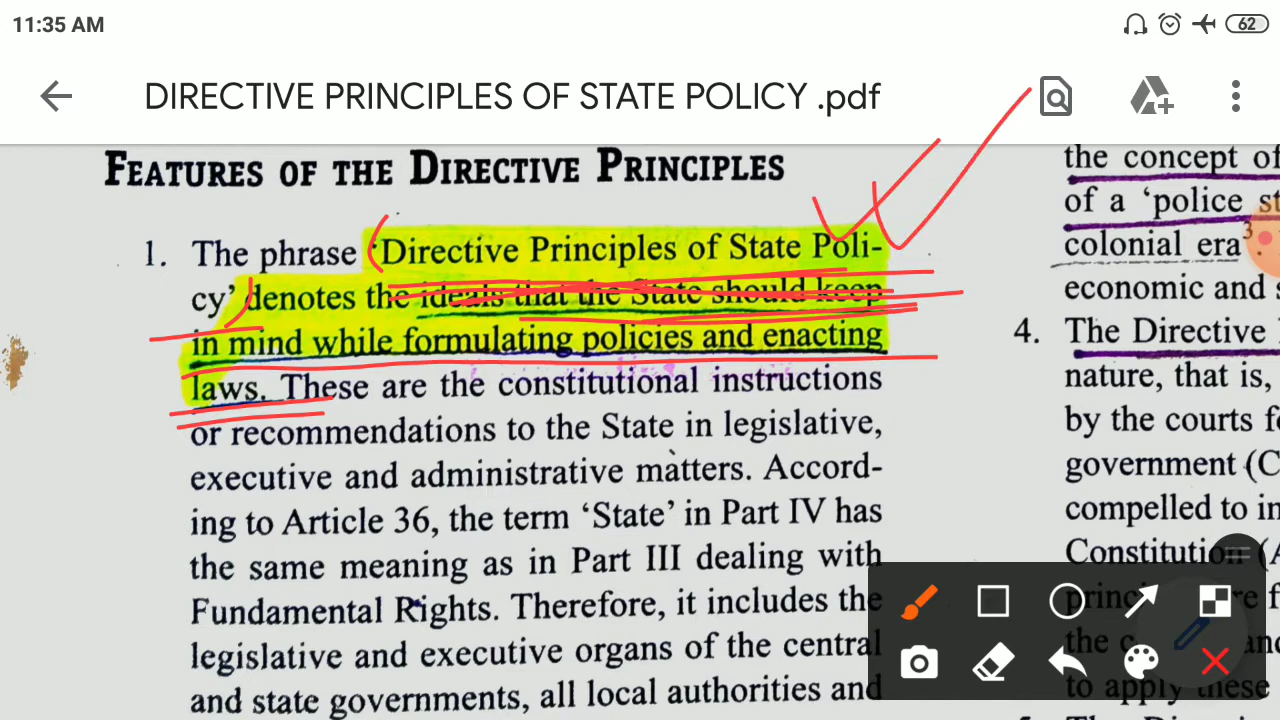 11:35 AM
62
DIRECTIVE PRINCIPLES OF STATE POLICY .pdf
FEATURES OF THE DIRECTIVE PRINCIPLES
1. The phrase ‘Directive Principles of State Poli-
cy’ denotes the ideals that the State should keep
in mind while formulating policies and enacting
laws. These are the constitutional instructions
or recommendations to the State in legislative,
executive and administrative matters. Accord-
ing to Article 36, the term ‘State’ in Part IV has
the same meaning as in Part III dealing with
Fundamental Rights. Therefore, it includes the
legislative and executive organs of the central
and state governments, all local authorities and
the concept of
of a ‘police
colonial era3
economic and
4. The Directive
nature, that is,
by the courts
government
compelled to
Constitution
the
to apply these